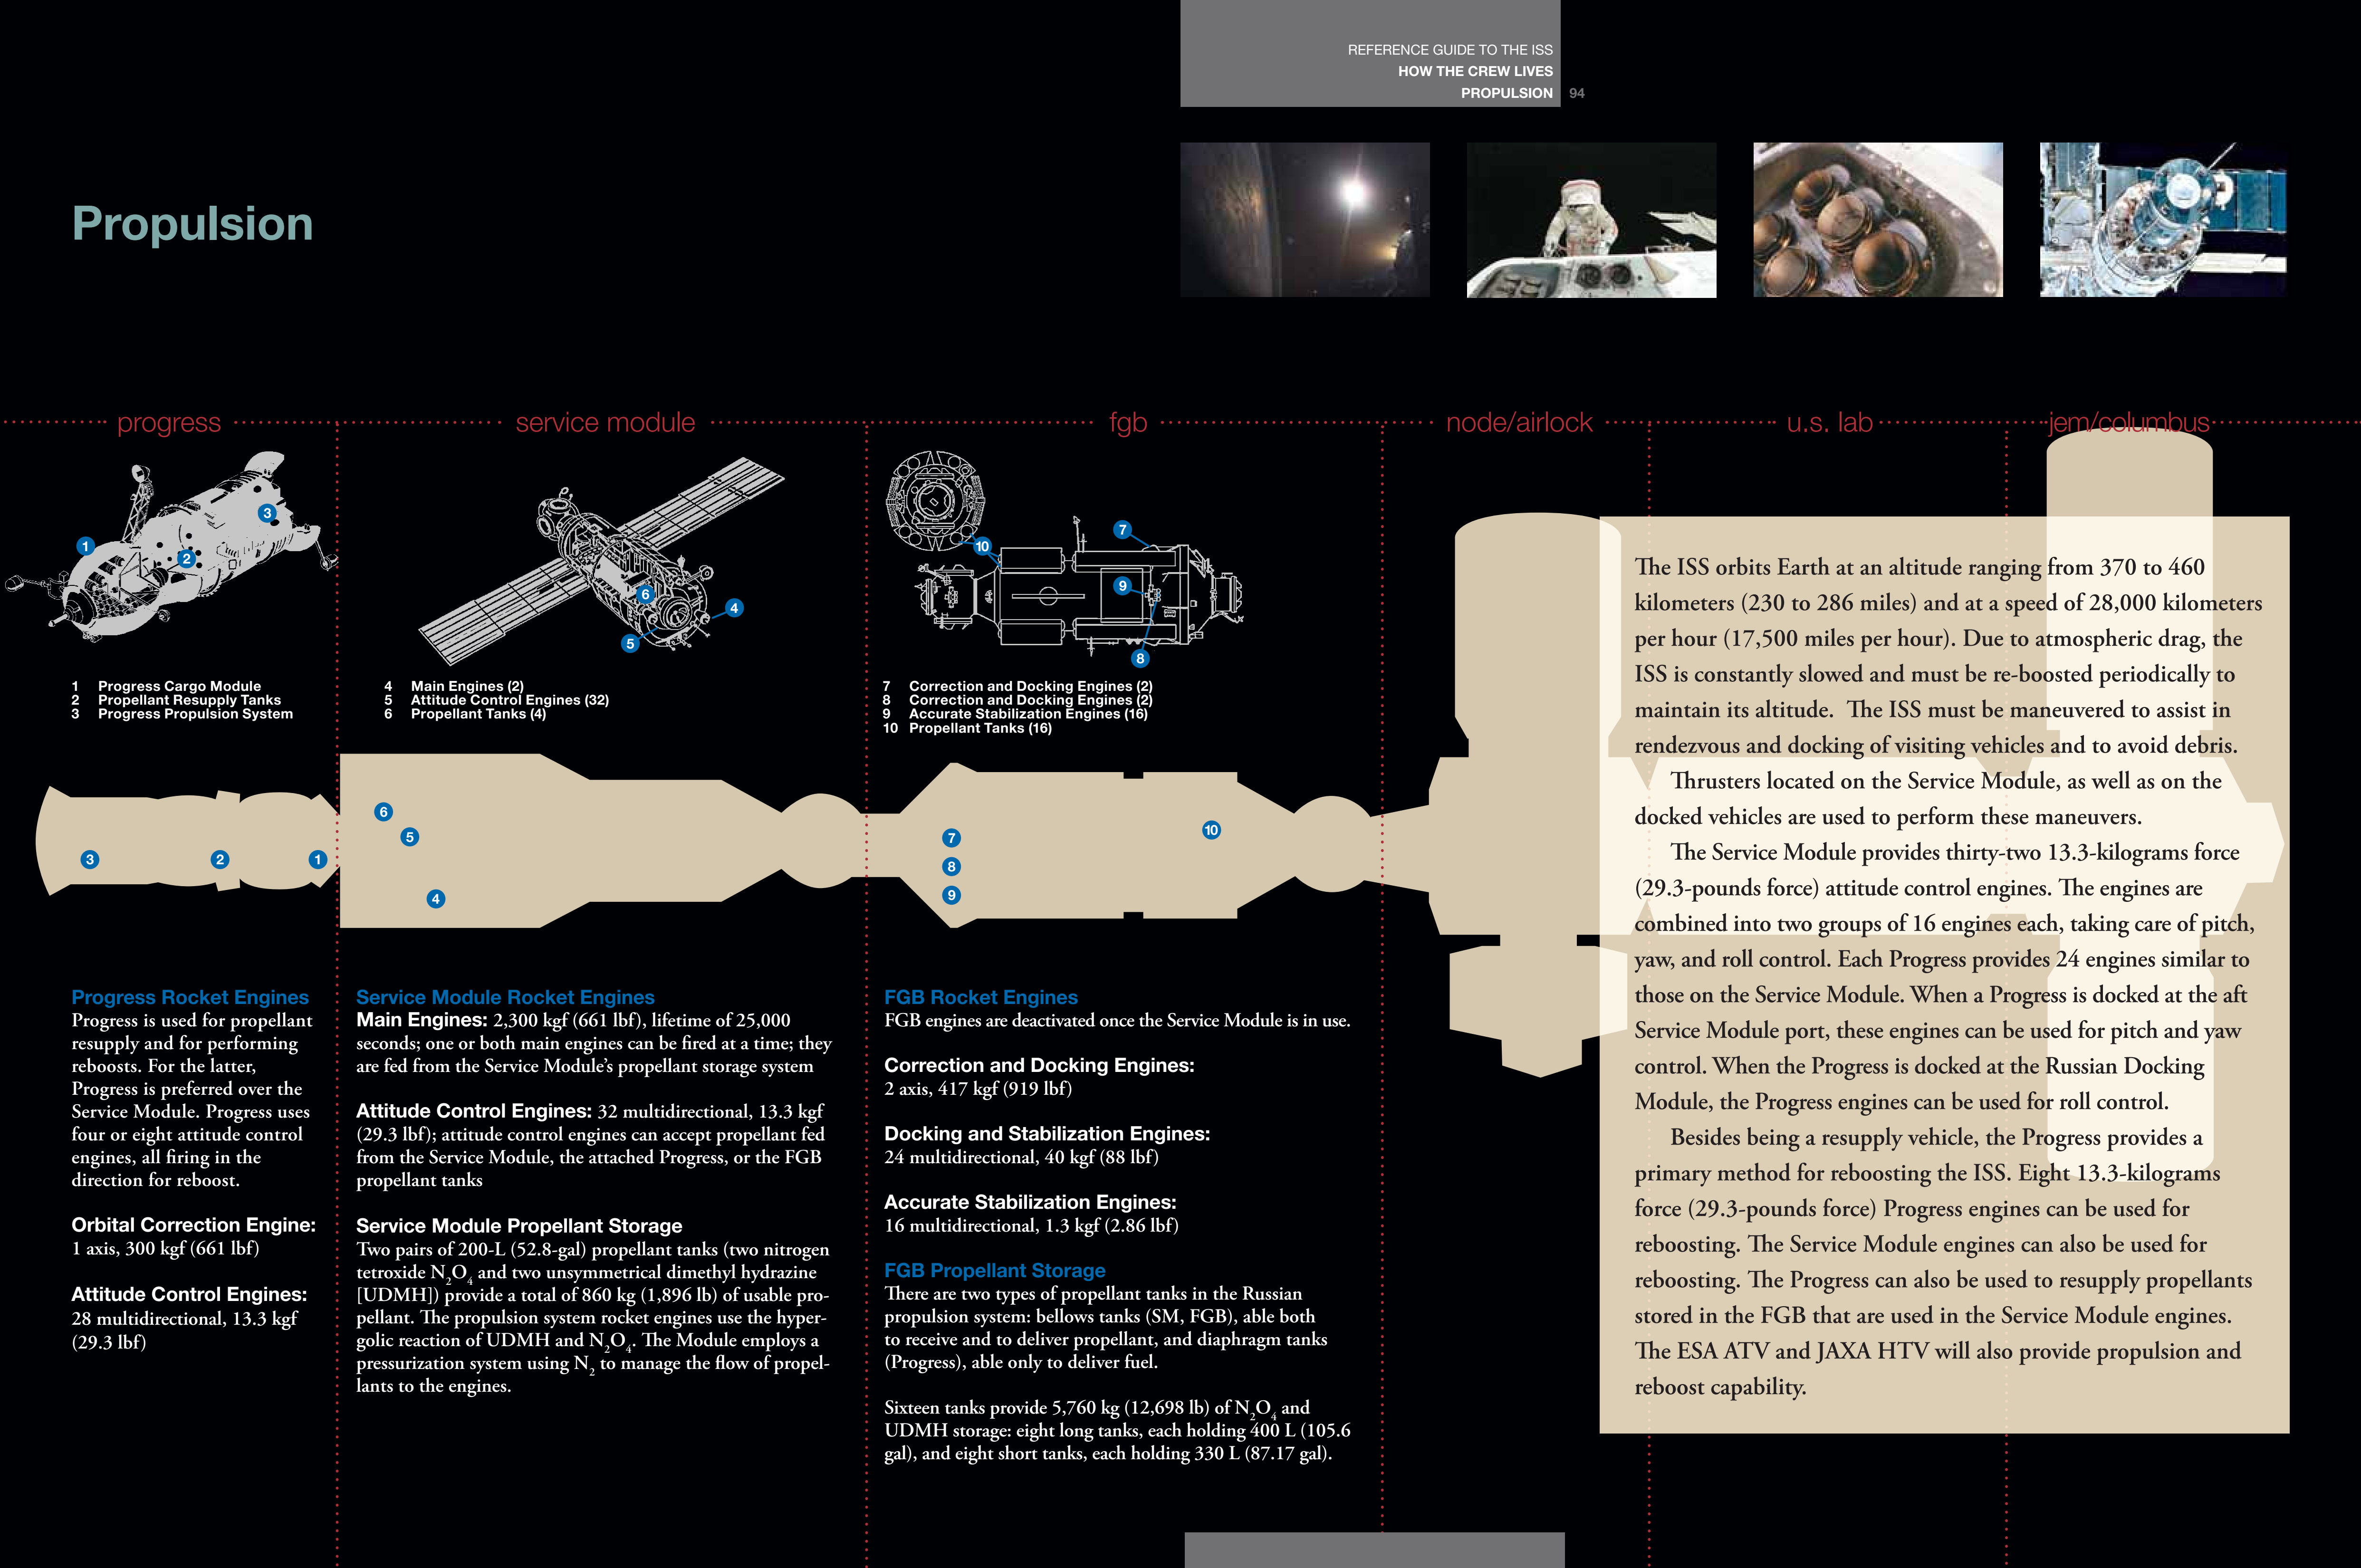 REFERENCE GUIDE TO THE ISS
HOW THE CREW LIVES
PROPULSION 94
Propulsion
progress
service module
fgb
node/airlock
u.s. lab
jem/columbus
1
2
3
1 Progress Cargo Module
2 Propellant Resupply Tanks
3 Progress Propulsion System
4
5
6
4 Main Engines (2)
5 Attitude Control Engines (32)
6 Propellant Tanks (4)
7
8
9
10
7 Correction and Docking Engines (2)
8 Correction and Docking Engines (2)
9 Accurate Stabilization Engines (16)
10 Propellant Tanks (16)
3
2
1
6
5
4
7
8
9
10
Progress Rocket Engines
Progress is used for propellant
resupply and for performing
reboosts. For the latter,
Progress is preferred over the
Service Module. Progress uses
four or eight attitude control
engines, all firing in the
direction for reboost.
Orbital Correction Engine:
1 axis, 300 kgf (661 lbf)
Attitude Control Engines:
28 multidirectional, 13.3 kgf
(29.3 lbf)
Service Module Rocket Engines
Main Engines: 2,300 kgf (661 lbf), lifetime of 25,000
seconds; one or both main engines can be fired at a time; they
are fed from the Service Module's propellant storage system
Attitude Control Engines: 32 multidirectional, 13.3 kgf
(29.3 lbf); attitude control engines can accept propellant fed
from the Service Module, the attached Progress, or the FGB
propellant tanks
Service Module Propellant Storage
Two pairs of 200-L (52.8-gal) propellant tanks (two nitrogen
tetroxide N₂O₄ and two unsymmetrical dimethyl hydrazine
[UDMH]) provide a total of 860 kg (1,896 lb) of usable pro-
pellant. The propulsion system rocket engines use the hyper-
golic reaction of UDMH and N₂O₄. The Module employs a
pressurization system using N₂ to manage the flow of propel-
lants to the engines.
FGB Rocket Engines
FGB engines are deactivated once the Service Module is in use.
Correction and Docking Engines:
2 axis, 417 kgf (919 lbf)
Docking and Stabilization Engines:
24 multidirectional, 40 kgf (88 lbf)
Accurate Stabilization Engines:
16 multidirectional, 1.3 kgf (2.86 lbf)
FGB Propellant Storage
There are two types of propellant tanks in the Russian
propulsion system: bellows tanks (SM, FGB), able both
to receive and to deliver propellant, and diaphragm tanks
(Progress), able only to deliver fuel.
Sixteen tanks provide 5,760 kg (12,698 lb) of N₂O₄ and
UDMH storage: eight long tanks, each holding 400 L (105.6
gal), and eight short tanks, each holding 330 L (87.17 gal).
The ISS orbits Earth at an altitude ranging from 370 to 460
kilometers (230 to 286 miles) and at a speed of 28,000 kilometers
per hour (17,500 miles per hour). Due to atmospheric drag, the
ISS is constantly slowed and must be re-boosted periodically to
maintain its altitude. The ISS must be maneuvered to assist in
rendezvous and docking of visiting vehicles and to avoid debris.
Thrusters located on the Service Module, as well as on the
docked vehicles are used to perform these maneuvers.
The Service Module provides thirty-two 13.3-kilograms force
(29.3-pounds force) attitude control engines. The engines are
combined into two groups of 16 engines each, taking care of pitch,
yaw, and roll control. Each Progress provides 24 engines similar to
those on the Service Module. When a Progress is docked at the aft
Service Module port, these engines can be used for pitch and yaw
control. When the Progress is docked at the Russian Docking
Module, the Progress engines can be used for roll control.
Besides being a resupply vehicle, the Progress provides a
primary method for reboosting the ISS. Eight 13.3-kilograms
force (29.3-pounds force) Progress engines can be used for
reboosting. The Service Module engines can also be used for
reboosting. The Progress can also be used to resupply propellants
stored in the FGB that are used in the Service Module engines.
The ESA ATV and JAXA HTV will also provide propulsion and
reboost capability.